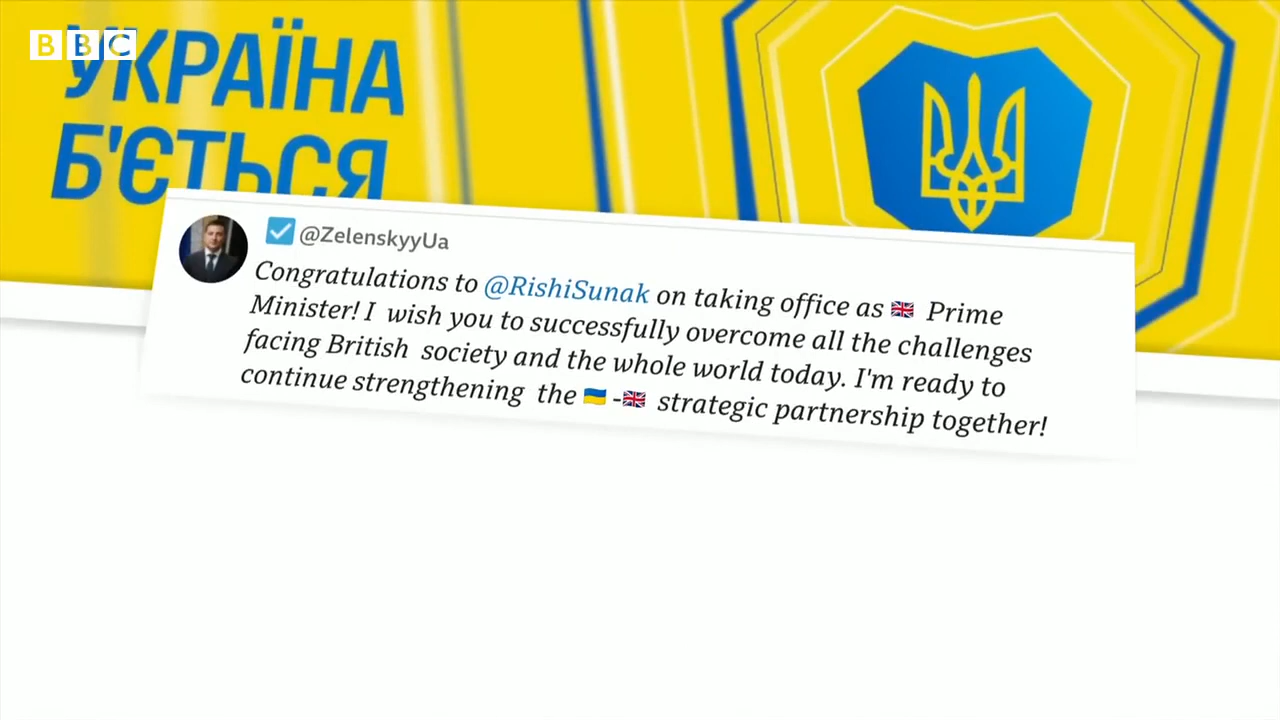 BBC
УКРАЇНА
Б'ЄТЬСЯ
@ZelenskyyUa
Congratulations to @RishiSunak on taking office as 🇬🇧 Prime
Minister! I wish you to successfully overcome all the challenges
facing British society and the whole world today. I'm ready to
continue strengthening the 🇺🇦 -🇬🇧 strategic partnership together!